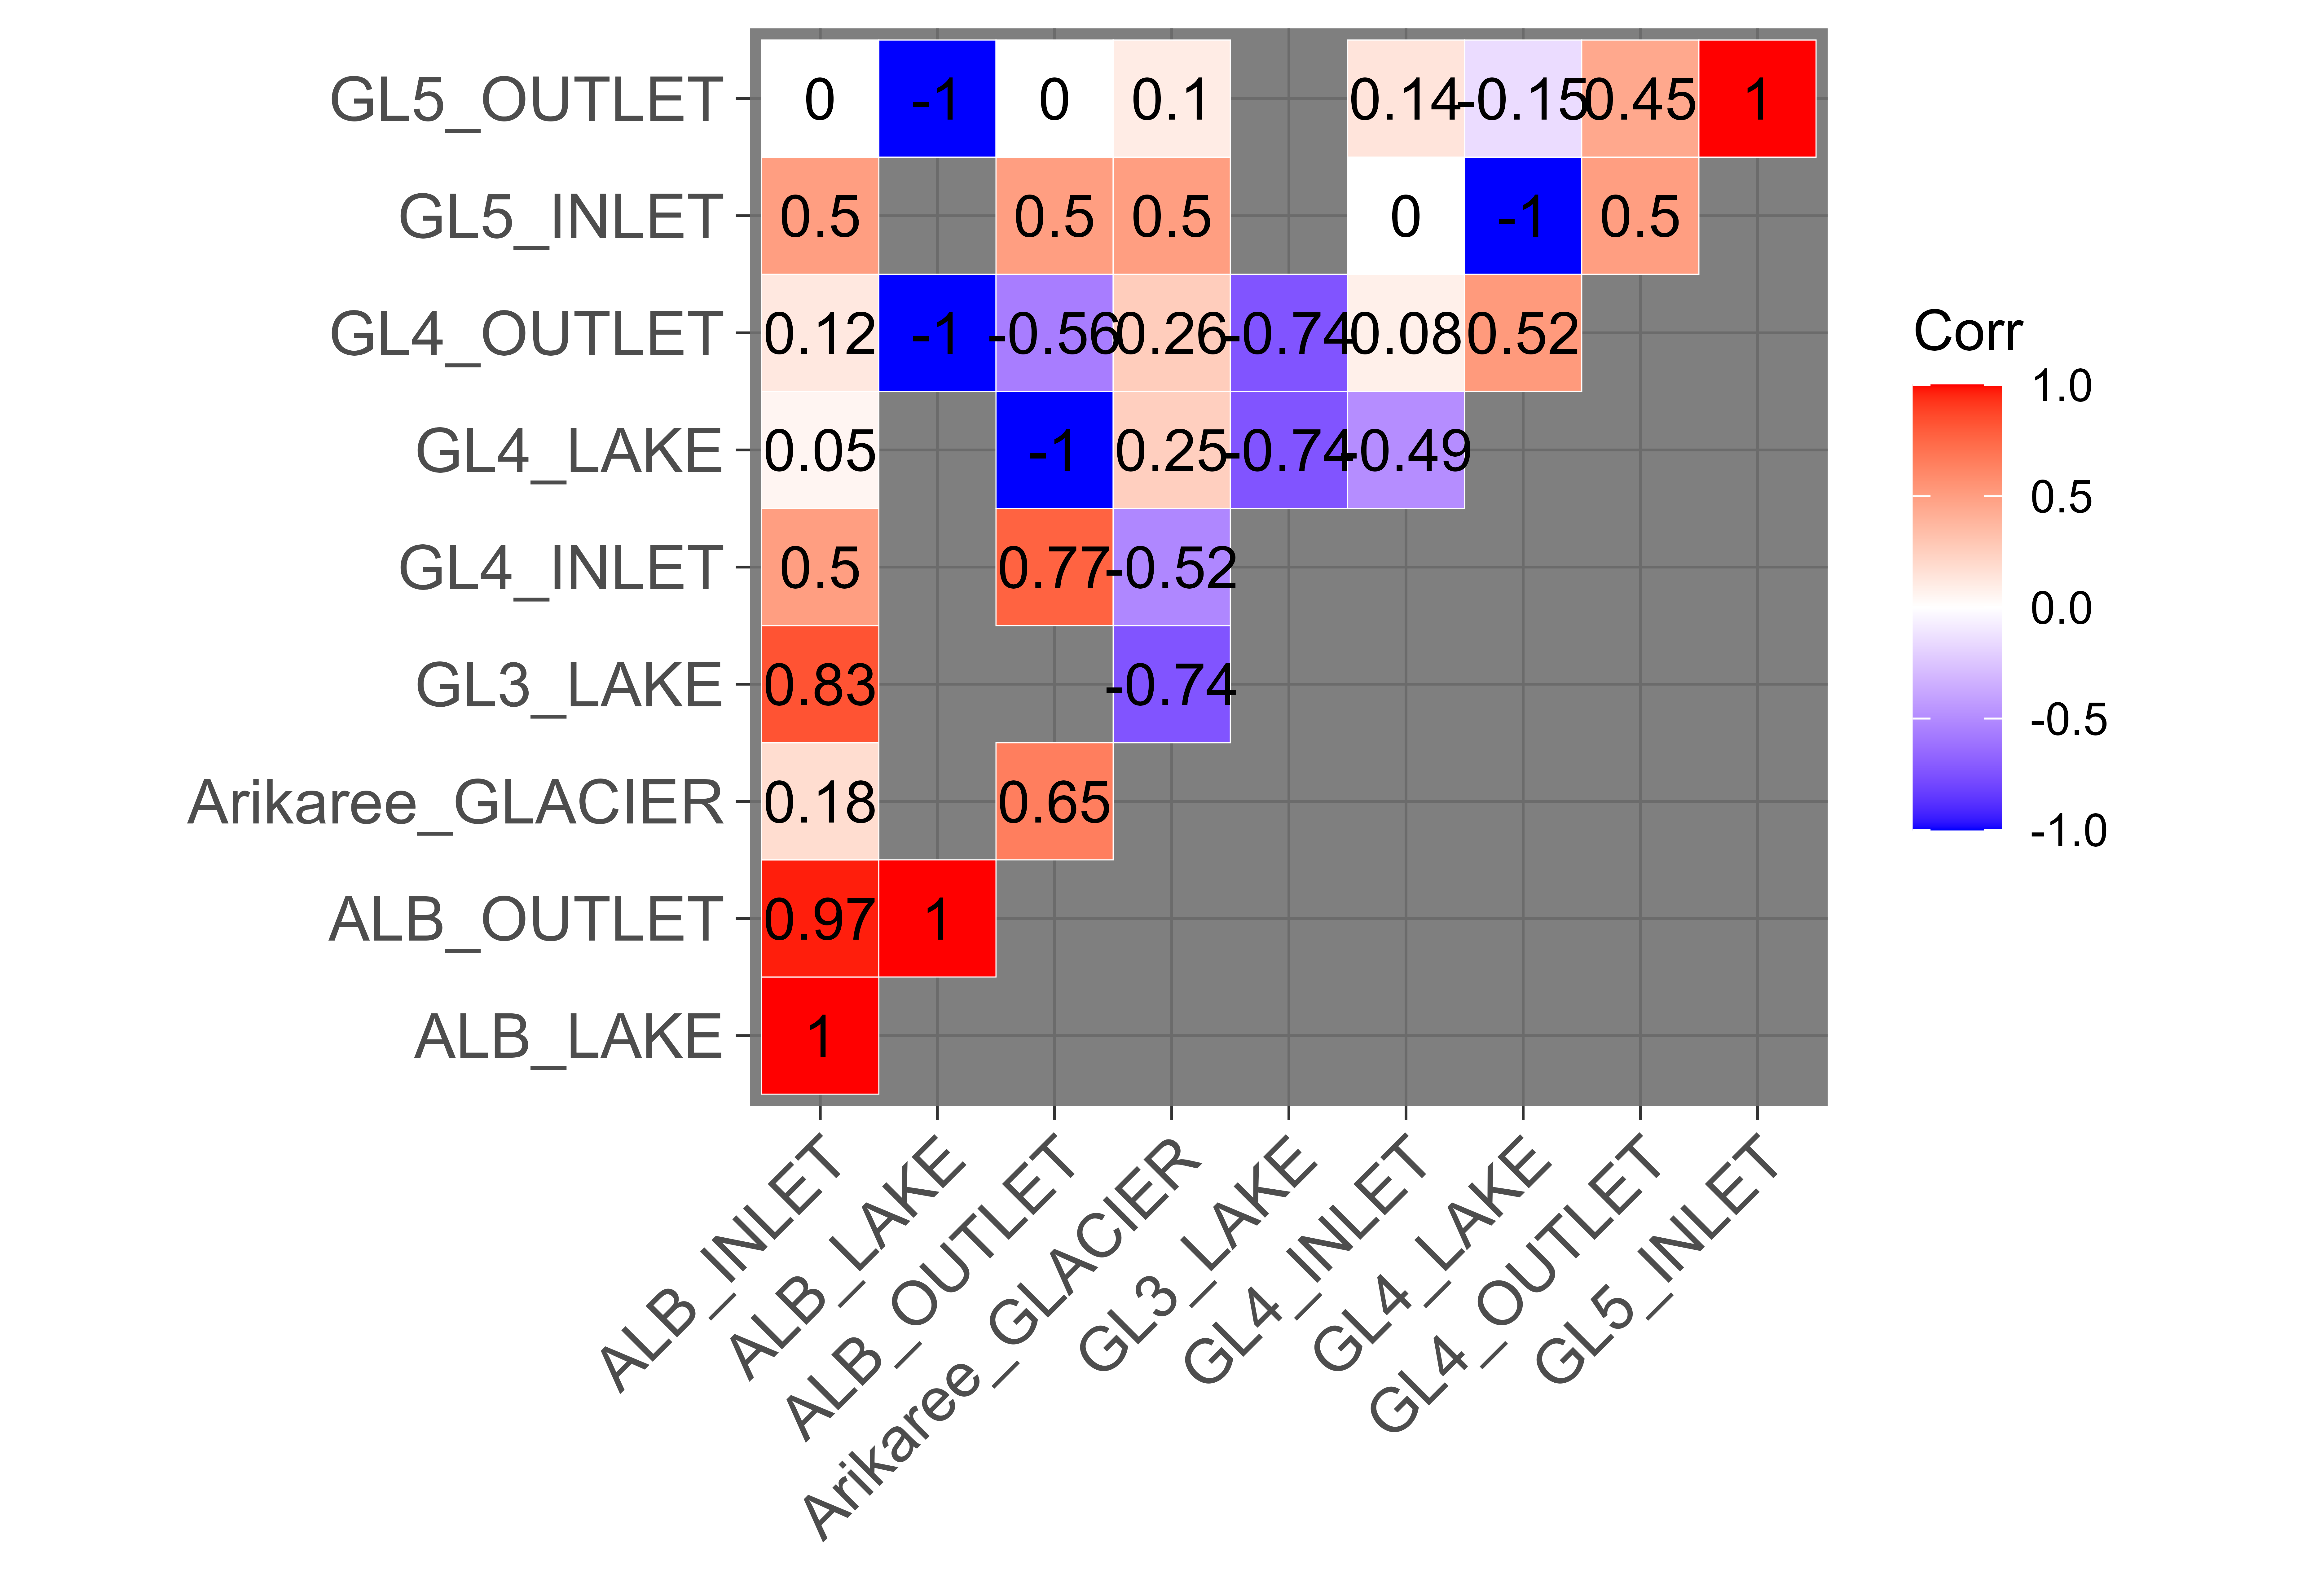 GL5_OUTLET 0 -1 0 0.1 0.14 -0.15 0.45 1
GL5_INLET 0.5 0.5 0.5 0 -1 0.5
GL4_OUTLET 0.12 -1 -0.56 0.26 -0.74 0.08 0.52
GL4_LAKE 0.05 -1 0.25 -0.74 -0.49
GL4_INLET 0.5 0.77 -0.52
GL3_LAKE 0.83 -0.74
Arikaree_GLACIER 0.18 0.65
ALB_OUTLET 0.97 1
ALB_LAKE 1
ALB_INLET
ALB_LAKE
ALB_OUTLET
Arikaree_GLACIER
GL3_LAKE
GL4_INLET
GL4_LAKE
GL4_OUTLET
GL5_INLET
Corr
1.0
0.5
0.0
-0.5
-1.0